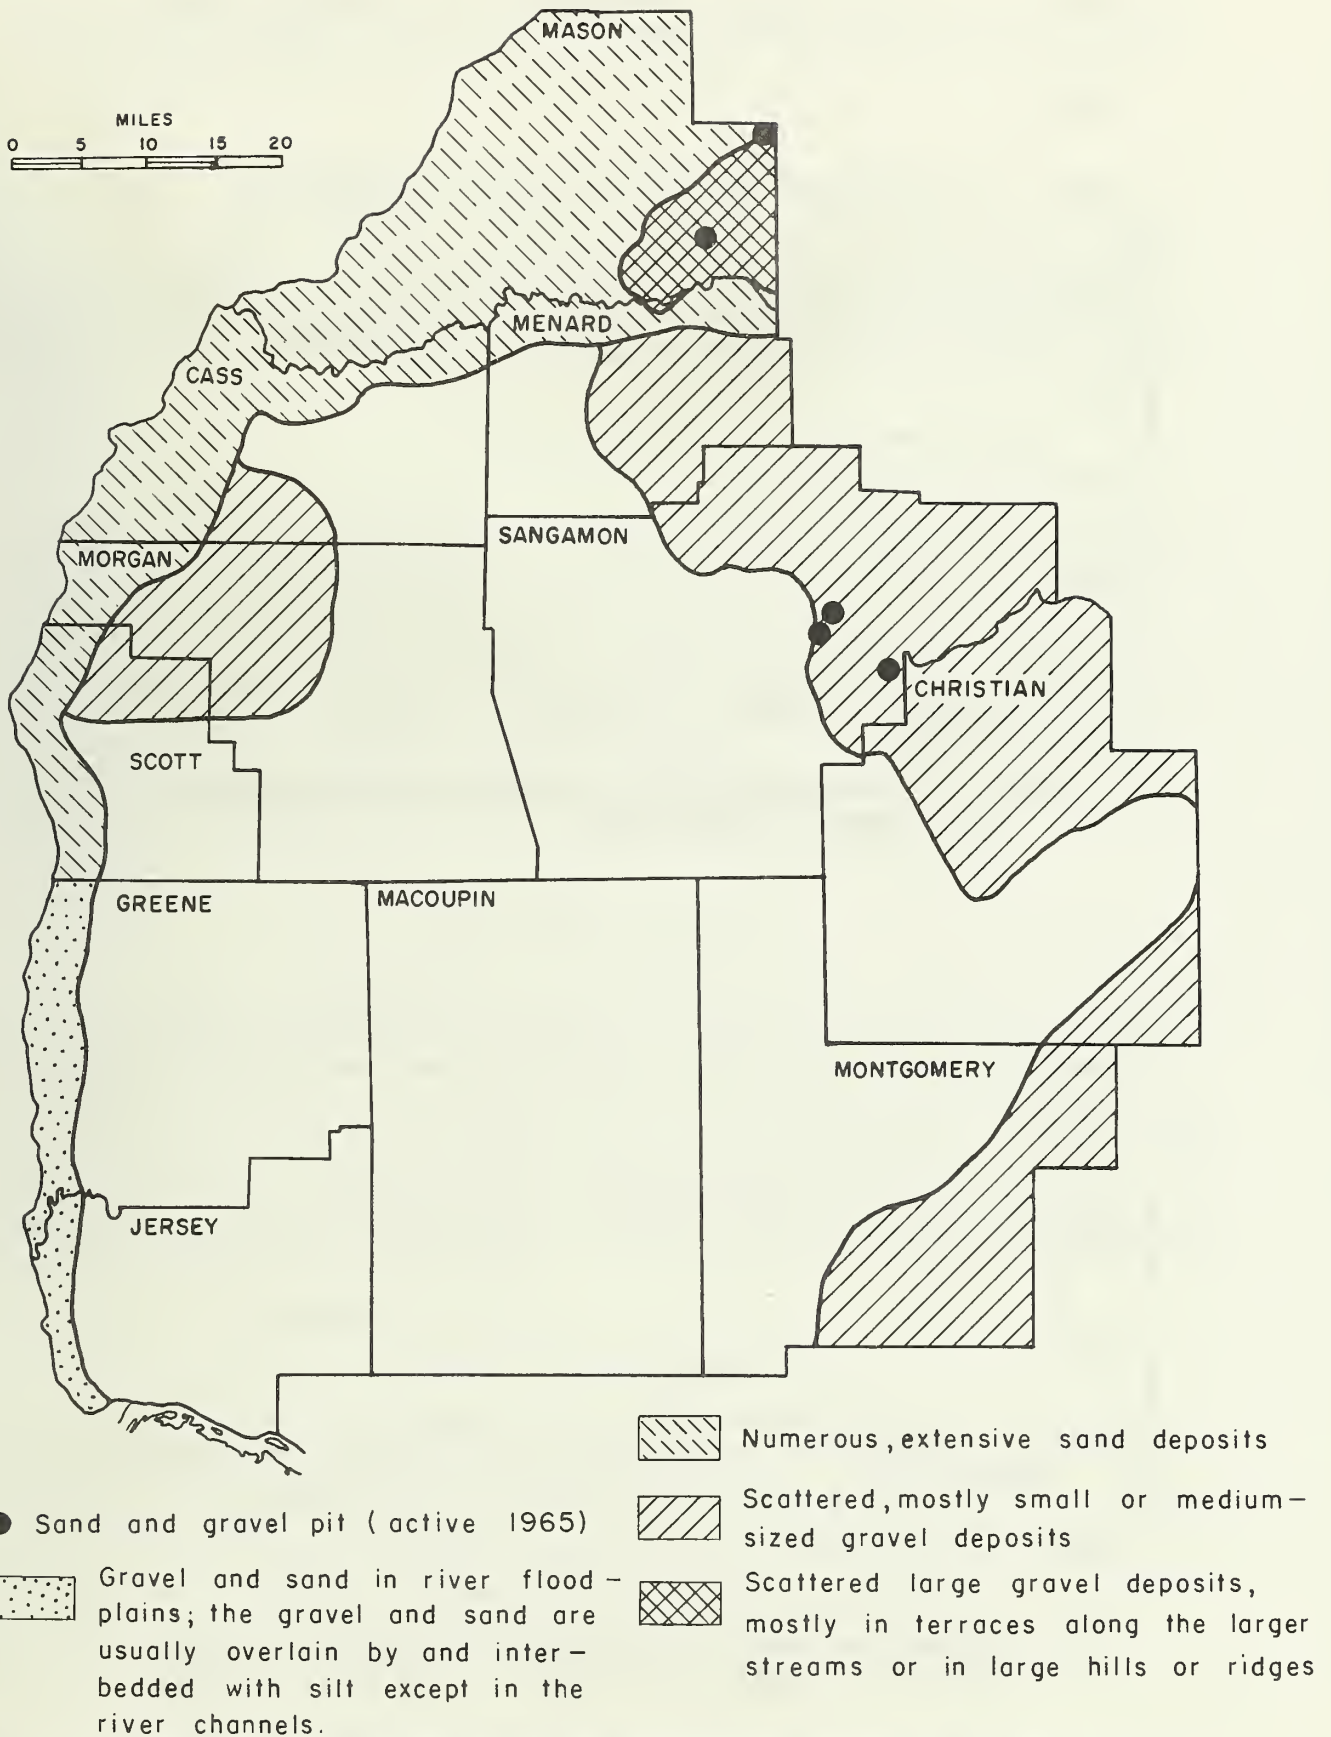 MASON
MILES
0 5 10 15 20
MENARD
CASS
SANGAMON
MORGAN
CHRISTIAN
SCOTT
GREENE
MACOUPIN
MONTGOMERY
JERSEY
Sand and gravel pit ( active 1965)
Gravel and sand in river flood-
plains; the gravel and sand are
usually overlain by and inter-
bedded with silt except in the
river channels.
Numerous, extensive sand deposits
Scattered, mostly small or medium-
sized gravel deposits
Scattered large gravel deposits,
mostly in terraces along the larger
streams or in large hills or ridges